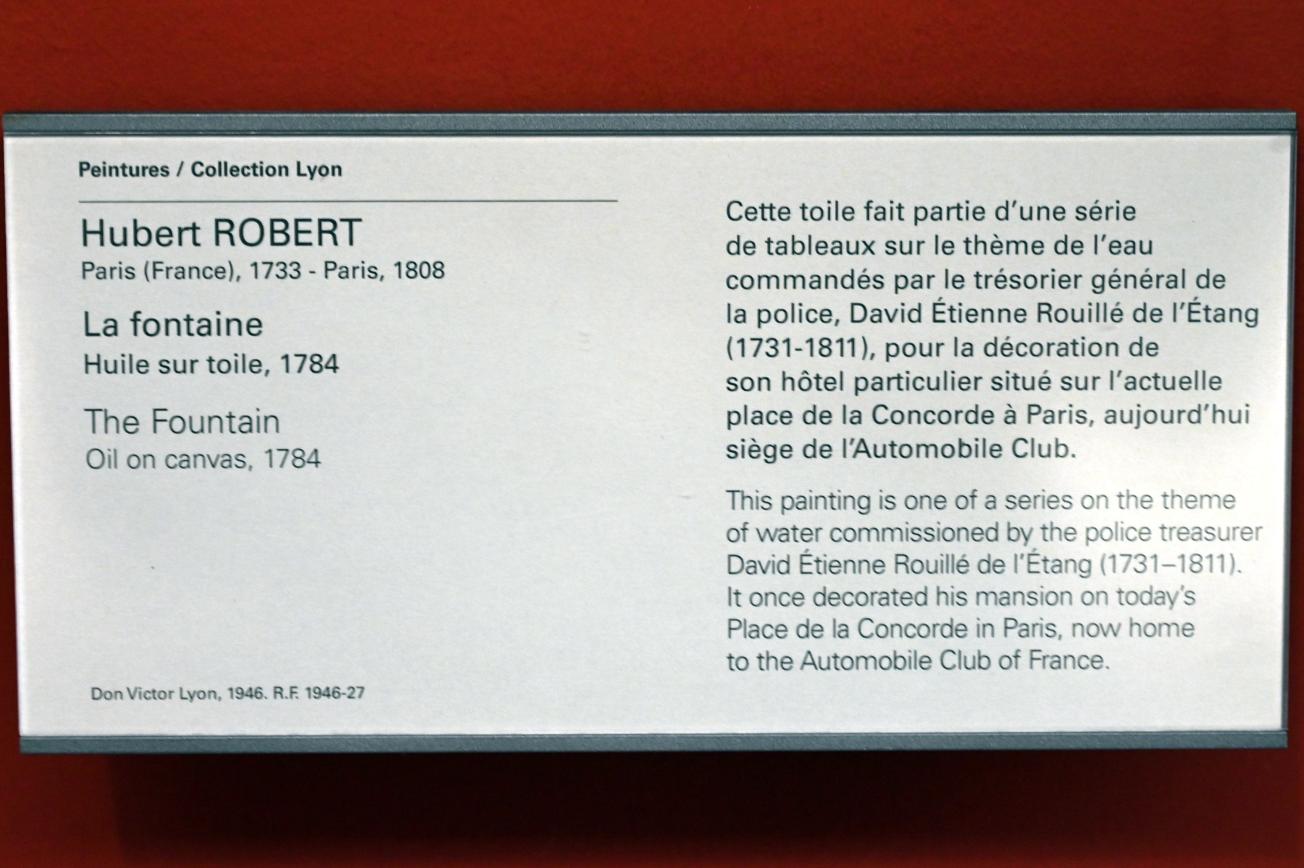 Peintures / Collection Lyon
Hubert ROBERT
Paris (France), 1733 - Paris, 1808
La fontaine
Huile sur toile, 1784
The Fountain
Oil on canvas, 1784
Don Victor Lyon, 1946. R.F. 1946-27
Cette toile fait partie d’une série
de tableaux sur le thème de l’eau
commandés par le trésorier général de
la police, David Étienne Rouillé de l’Étang
(1731-1811), pour la décoration de
son hôtel particulier situé sur l’actuelle
place de la Concorde à Paris, aujourd’hui
siège de l’Automobile Club.
This painting is one of a series on the theme
of water commissioned by the police treasurer
David Étienne Rouillé de l’Étang (1731–1811).
It once decorated his mansion on today’s
Place de la Concorde in Paris, now home
to the Automobile Club of France.